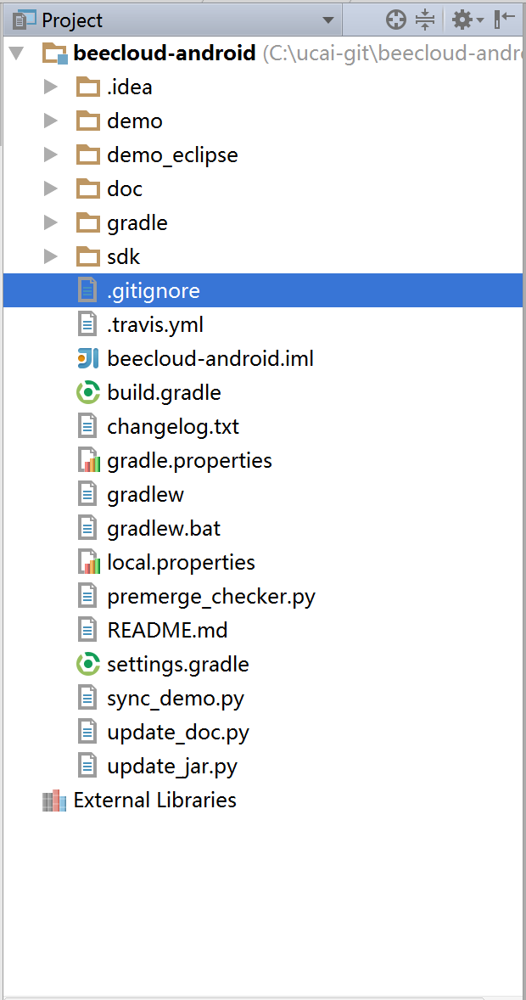 Project
beecloud-android (C:\ucai-git\beecloud-andro
.idea
demo
demo_eclipse
doc
gradle
sdk
.gitignore
.travis.yml
beecloud-android.iml
build.gradle
changelog.txt
gradle.properties
gradlew
gradlew.bat
local.properties
premerge_checker.py
README.md
settings.gradle
sync_demo.py
update_doc.py
update_jar.py
External Libraries